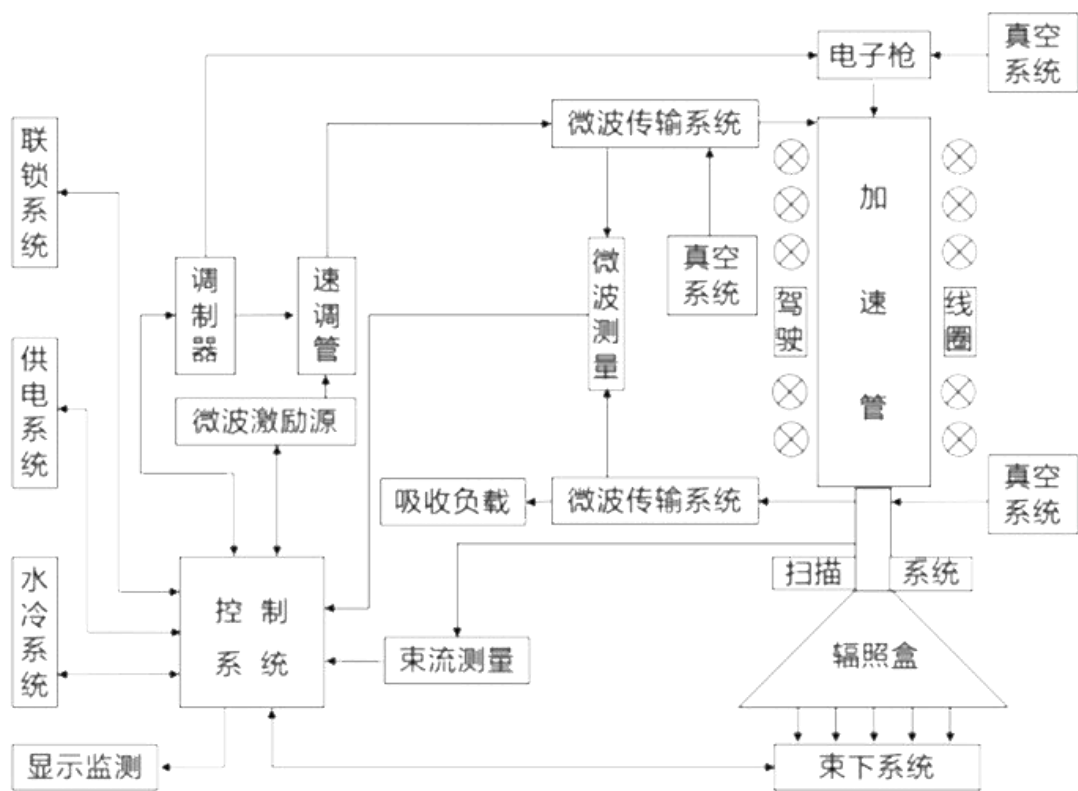 电子枪
真空
系统
微波传输系统
联锁系统
加速管
调制器
速调管
微波测量
真空
系统
驾驶
线圈
供电系统
微波激励源
吸收负载
微波传输系统
真空
系统
水冷系统
控制
系统
扫描
系统
束流测量
辐照盒
显示监测
束下系统